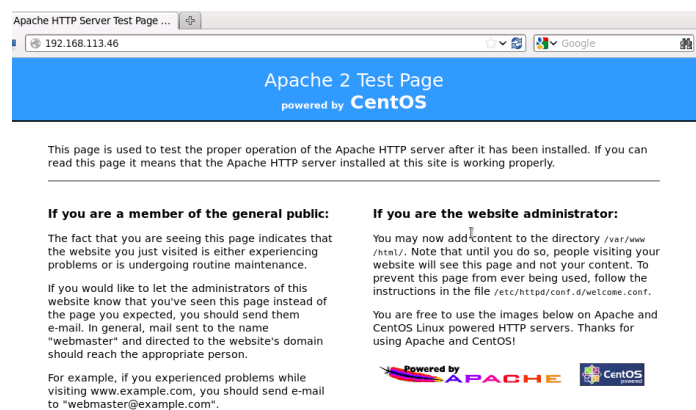 Apache HTTP Server Test Page ...
192.168.113.46
Google
Apache 2 Test Page
powered by CentOS
This page is used to test the proper operation of the Apache HTTP server after it has been installed. If you can
read this page it means that the Apache HTTP server installed at this site is working properly.
If you are a member of the general public:
The fact that you are seeing this page indicates that
the website you just visited is either experiencing
problems or is undergoing routine maintenance.
If you would like to let the administrators of this
website know that you've seen this page instead of
the page you expected, you should send them
e-mail. In general, mail sent to the name
"webmaster" and directed to the website's domain
should reach the appropriate person.
For example, if you experienced problems while
visiting www.example.com, you should send e-mail
to "webmaster@example.com".
If you are the website administrator:
You may now add content to the directory /var/www
/html/. Note that until you do so, people visiting your
website will see this page and not your content. To
prevent this page from ever being used, follow the
instructions in the file /etc/httpd/conf.d/welcome.conf.
You are free to use the images below on Apache and
CentOS Linux powered HTTP servers. Thanks for
using Apache and CentOS!
Powered by
APACHE
CentOS
powered